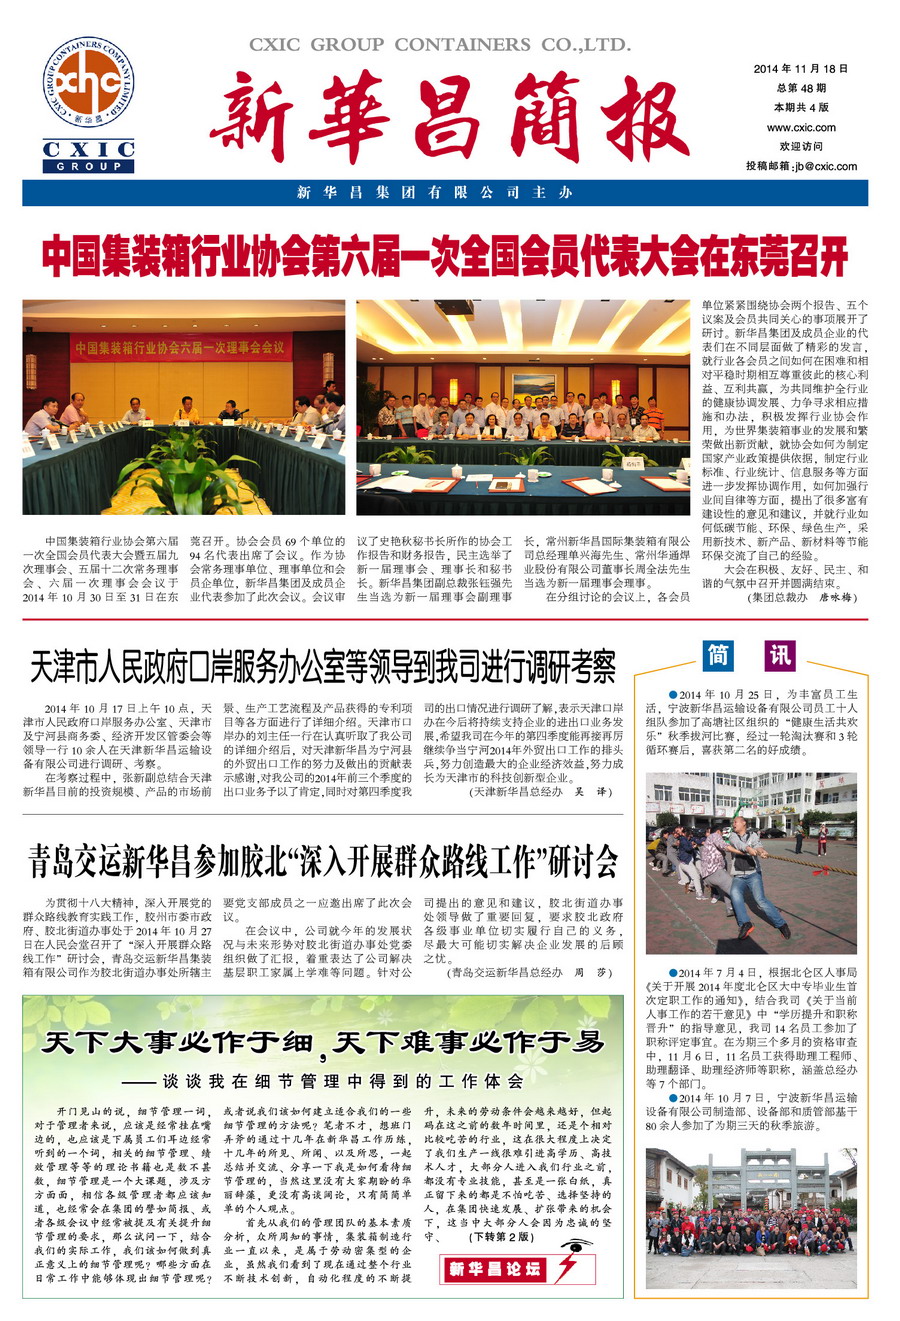 CXIC GROUP CONTAINERS CO.,LTD.
CXIC GROUP CONTAINERS COMPANY LIMITED
xhc
新华昌
CXIC
GROUP
新華昌簡报
2014 年 11 月 18 日
总第 48 期
本期共 4 版
www.cxic.com
欢迎访问
投稿邮箱:jb@cxic.com
新华昌集团有限公司主办
中国集装箱行业协会第六届一次全国会员代表大会在东莞召开
中国集装箱行业协会六届一次理事会会议
中国集装箱行业协会第六届
一次全国会员代表大会暨五届九
次理事会、五届十二次常务理事
会、六届一次理事会会议于
2014 年 10 月 30 日至 31 日在东
莞召开。协会会员 69 个单位的
94 名代表出席了会议。作为协
会常务理事单位、理事单位和会
员企单位，新华昌集团及成员企
业代表参加了此次会议。会议审
议了史艳秋秘书长所作的协会工
作报告和财务报告，民主选举了
新一届理事会、理事长和秘书
长。新华昌集团副总裁张钰强先
生当选为新一届理事会副理事
长，常州新华昌国际集装箱有限公
司总经理单兴海先生、常州华通焊
业股份有限公司董事长周全法先生
当选为新一届理事会理事。
在分组讨论的会议上，各会员
单位紧紧围绕协会两个报告、五个
议案及会员共同关心的事项展开了
研讨。新华昌集团及成员企业的代
表们在不同层面做了精彩的发言，
就行业各会员之间如何在困难和相
对平稳时期相互尊重彼此的核心利
益、互利共赢，为共同维护全行业
的健康协调发展、力争寻求相应措
施和办法，积极发挥行业协会作
用，为世界集装箱事业的发展和繁
荣做出新贡献，就协会如何为制定
国家产业政策提供依据，制定行业
标准、行业统计、信息服务等方面
进一步发挥协调作用，如何加强行
业间自律等方面，提出了很多富有
建设性的意见和建议，并就行业如
何低碳节能、环保、绿色生产，采
用新技术、新产品、新材料等节能
环保交流了自己的经验。
大会在积极、友好、民主、和
谐的气氛中召开并圆满结束。
(集团总裁办 唐咏梅)
天津市人民政府口岸服务办公室等领导到我司进行调研考察
2014 年 10 月 17 日上午 10 点，天
津市人民政府口岸服务办公室、天津市
及宁河县商务委、经济开发区管委会等
领导一行 10 余人在天津新华昌运输设
备有限公司进行调研、考察。
在考察过程中，张新副总结合天津
新华昌目前的投资规模、产品的市场前
景、生产工艺流程及产品获得的专利项
目等各方面进行了详细介绍。天津市口
岸办的刘主任一行在认真听取了我公司
的详细介绍后，对天津新华昌为宁河县
的外贸出口工作的努力及做出的贡献表
示感谢,对我公司的2014年前三个季度的
出口业务予以了肯定,同时对第四季度我
司的出口情况进行调研了解,表示天津口岸
办在今后将持续支持企业的进出口业务发
展,希望我司在今年的第四季度能再接再厉
继续争当宁河2014年外贸出口工作的排头
兵,努力创造最大的企业经济效益,努力成
长为天津市的科技创新型企业。
(天津新华昌总经办 吴 译)
青岛交运新华昌参加胶北“深入开展群众路线工作”研讨会
为贯彻十八大精神，深入开展党的
群众路线教育实践工作，胶州市委市政
府、胶北街道办事处于 2014 年 10 月 27
日在人民会堂召开了“深入开展群众路
线工作”研讨会，青岛交运新华昌集装
箱有限公司作为胶北街道办事处所辖主
要党支部成员之一应邀出席了此次会
议。
在会议中，公司就今年的发展状
况与未来形势对胶北街道办事处党委
组织做了汇报，着重表达了公司解决
基层职工家属上学难等问题。针对公
司提出的意见和建议，胶北街道办事
处领导做了重要回复，要求胶北政府
各级事业单位切实履行自己的义务，
尽最大可能切实解决企业发展的后顾
之忧。
(青岛交运新华昌总经办 周 莎)
天下大事必作于细,天下难事必作于易
——谈谈我在细节管理中得到的工作体会
开门见山的说，细节管理一词，
对于管理者来说，应该是经常挂在嘴
边的，也应该是下属员工们耳边经常
听到的一个词，相关的细节管理、绩
效管理等等的理论书籍也是数不甚
数，细节管理是一个大课题，涉及方
方面面，相信各级管理者都应该知
道，也经常会在集团的譬如简报、或
者各级会议中经常被提及有关提升细
节管理的要求，那么试问一下，结合
我们的实际工作，我们该如何做到真
正意义上的细节管理呢？哪些方面在
日常工作中能够体现出细节管理呢？
或者说我们该如何建立适合我们的一些
细节管理的方法呢？笔者不才，想班门
弄斧的通过十几年在新华昌工作历练，
十几年的所见、所闻、以及所思，一起
总结并交流、分享一下我是如何看待细
节管理的，当然这里没有大家期盼的华
丽辞藻，更没有高谈阔论，只有简简单
单的个人观点。
首先从我们的管理团队的基本素质
分析，众所周知的事情，集装箱制造行
业一直以来，是属于劳动密集型的企
业，虽然我们看到了现在通过整个行业
不断技术创新，自动化程度的不断提
升，未来的劳动条件会越来越好，但起
码在这之前的数年时间里，还是个相对
比较吃苦的行业，这在很大程度上决定
了我们生产一线很难引进高学历、高技
术人才，大部分人进入我们行业之前，
都没有专业技能，甚至是一张白纸，真
正留下来的都是不怕吃苦、选择坚持的
人，在集团快速发展、扩张带来的机会
下，这当中大部分人会因为忠诚的坚
守、 (下转第 2 版)
新华昌论坛
简 讯
●2014 年 10 月 25 日，为丰富员工生
活，宁波新华昌运输设备有限公司员工十人
组队参加了高塘社区组织的“健康生活共欢
乐”秋季拔河比赛，经过一轮淘汰赛和 3 轮
循环赛后，喜获第二名的好成绩。
●2014 年 7 月 4 日，根据北仑区人事局
《关于开展 2014 年度北仑区大中专毕业生首
次定职工作的通知》，结合我司《关于当前
人事工作的若干意见》中“学历提升和职称
晋升”的指导意见，我司 14 名员工参加了
职称评定事宜。在为期三个多月的资格审查
中，11 月 6 日，11 名员工获得助理工程师、
助理翻译、助理经济师等职称，涵盖总经办
等 7 个部门。
●2014 年 10 月 7 日，宁波新华昌运输
设备有限公司制造部、设备部和质管部基干
80 余人参加了为期三天的秋季旅游。